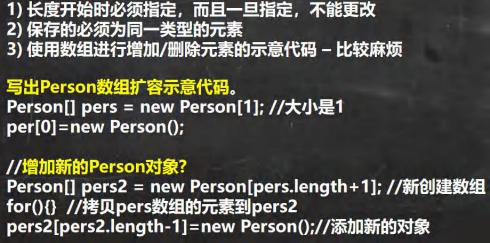 1) 长度开始时必须指定，而且一旦指定，不能更改
2) 保存的必须为同一类型的元素
3) 使用数组进行增加/删除元素的示意代码 – 比较麻烦
写出Person数组扩容示意代码。
Person[] pers = new Person[1]; //大小是1
per[0]=new Person();
//增加新的Person对象?
Person[] pers2 = new Person[pers.length+1]; //新创建数组
for(){} //拷贝pers数组的元素到pers2
pers2[pers2.length-1]=new Person();//添加新的对象